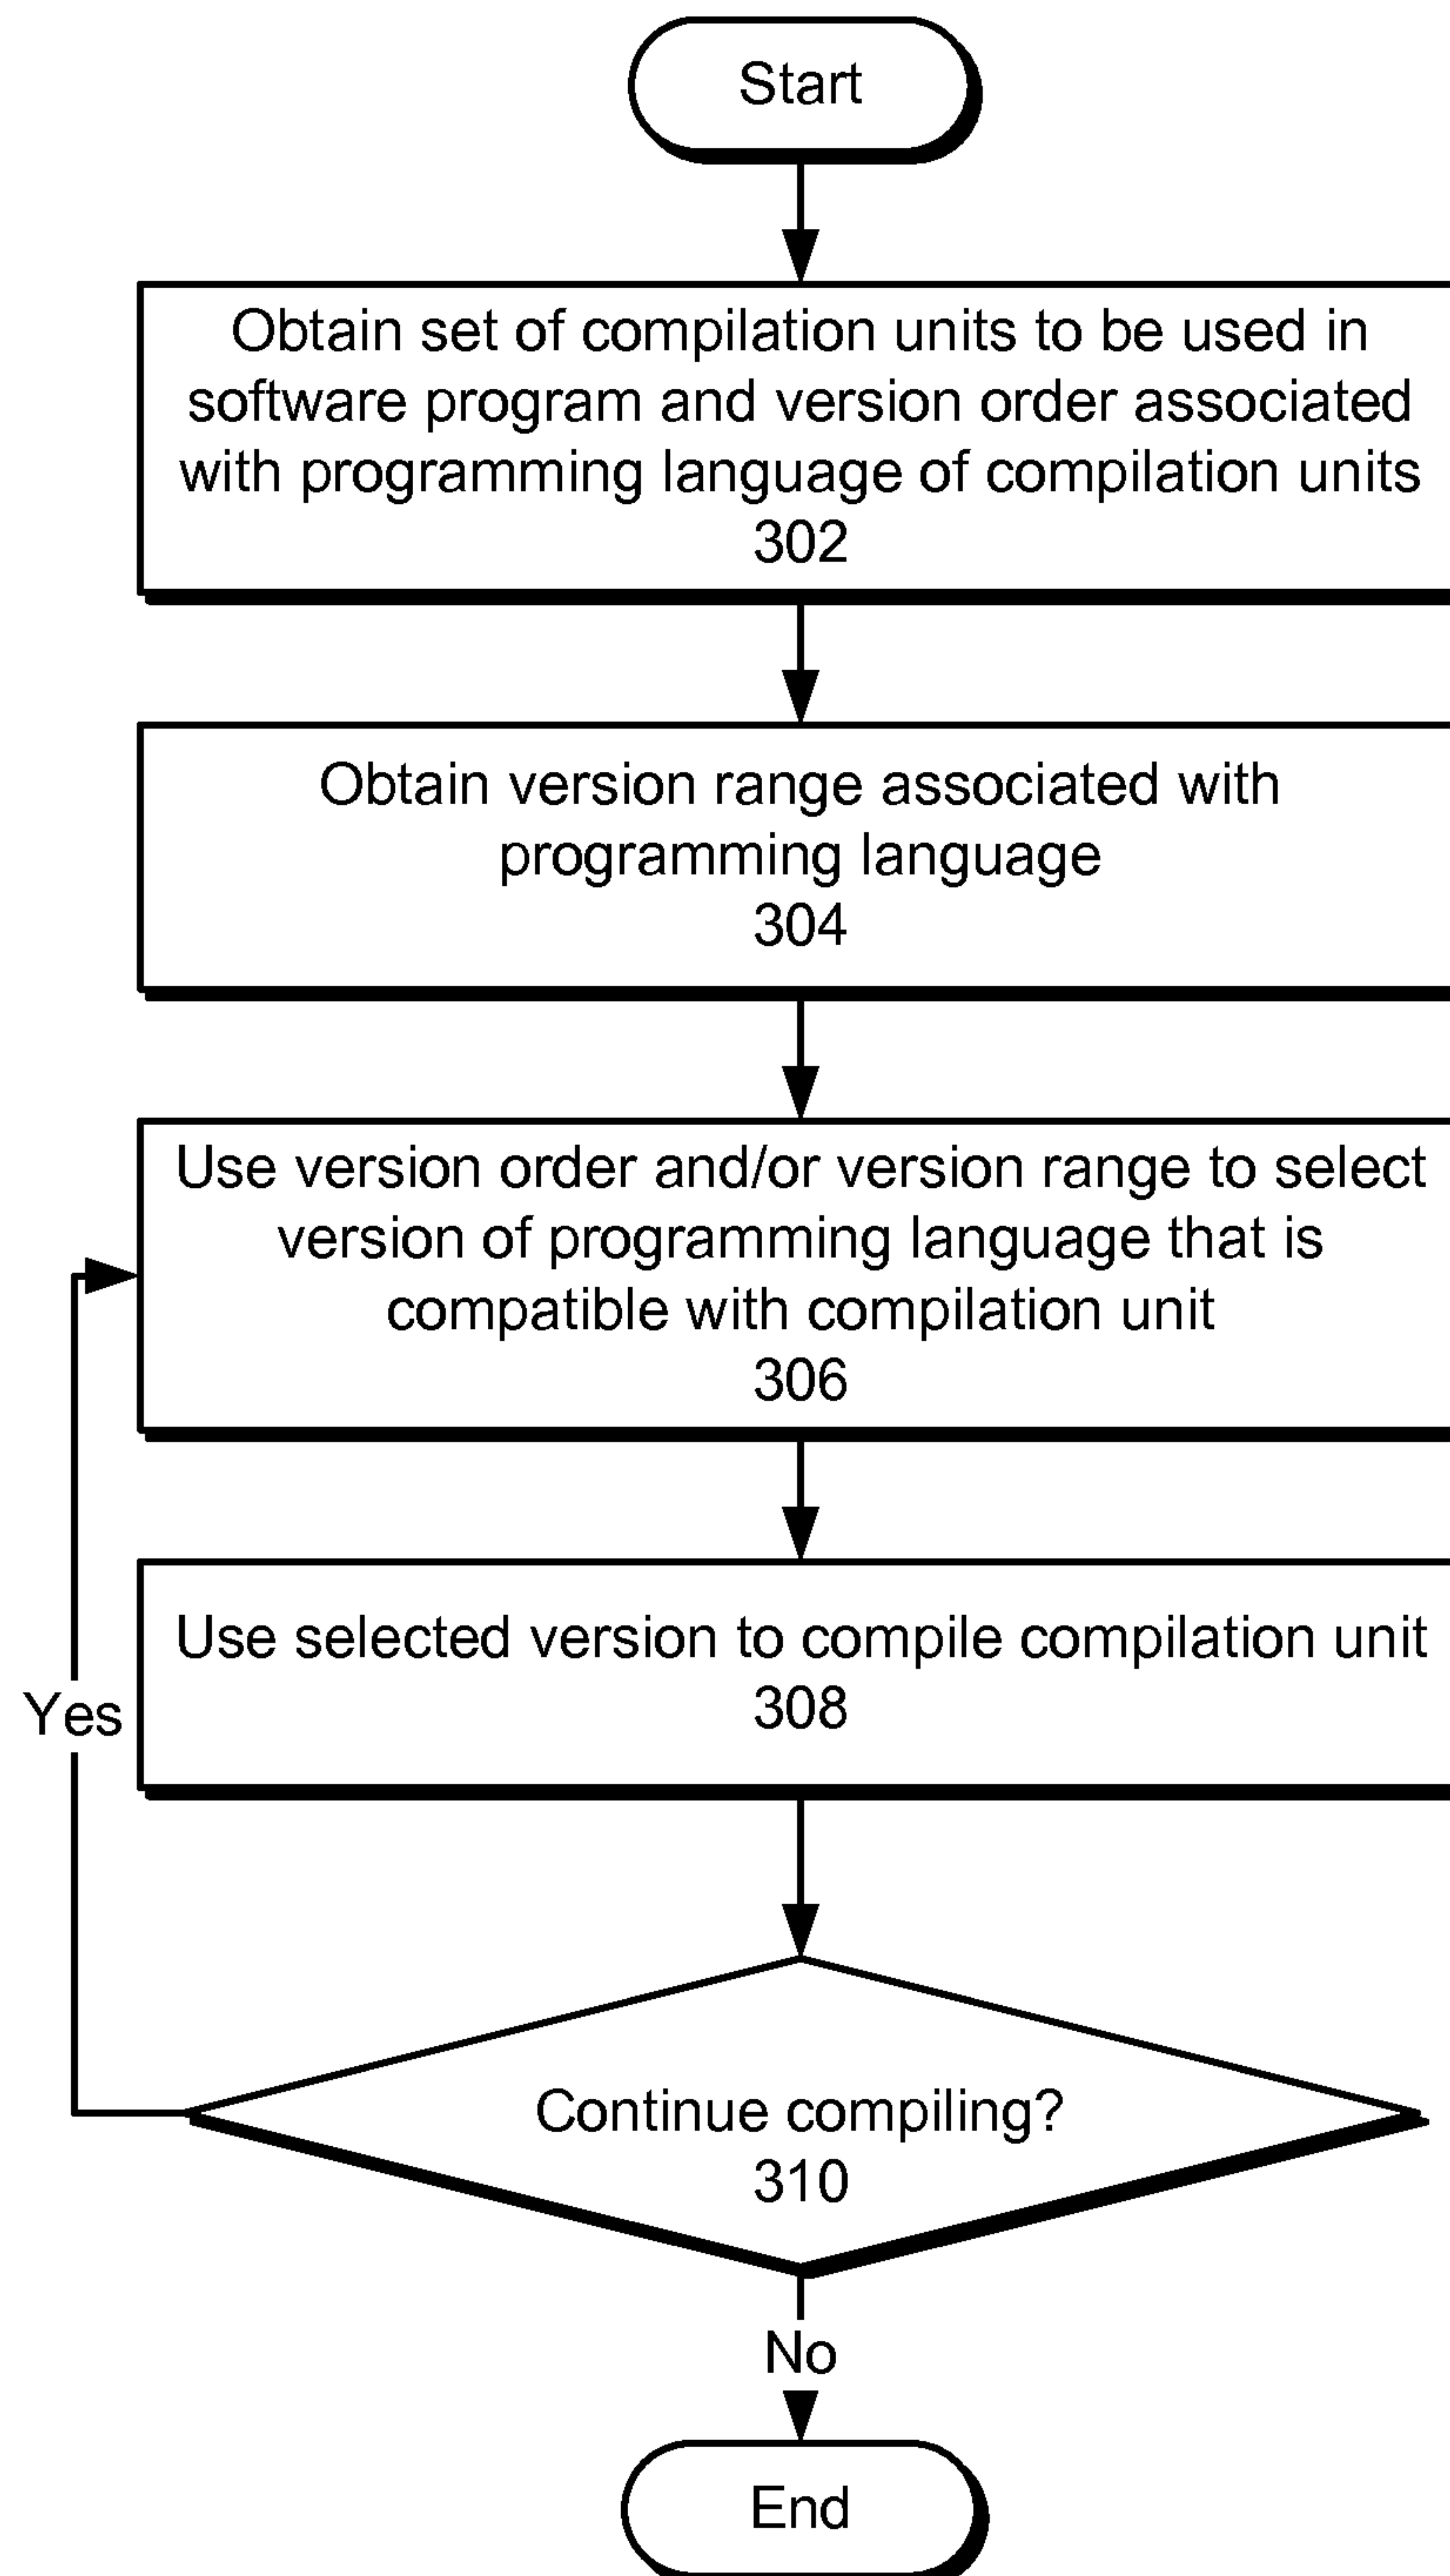 Start
Obtain set of compilation units to be used in
software program and version order associated
with programming language of compilation units
302
Obtain version range associated with
programming language
304
Use version order and/or version range to select
version of programming language that is
compatible with compilation unit
306
Use selected version to compile compilation unit
308
Yes
Continue compiling?
310
No
End